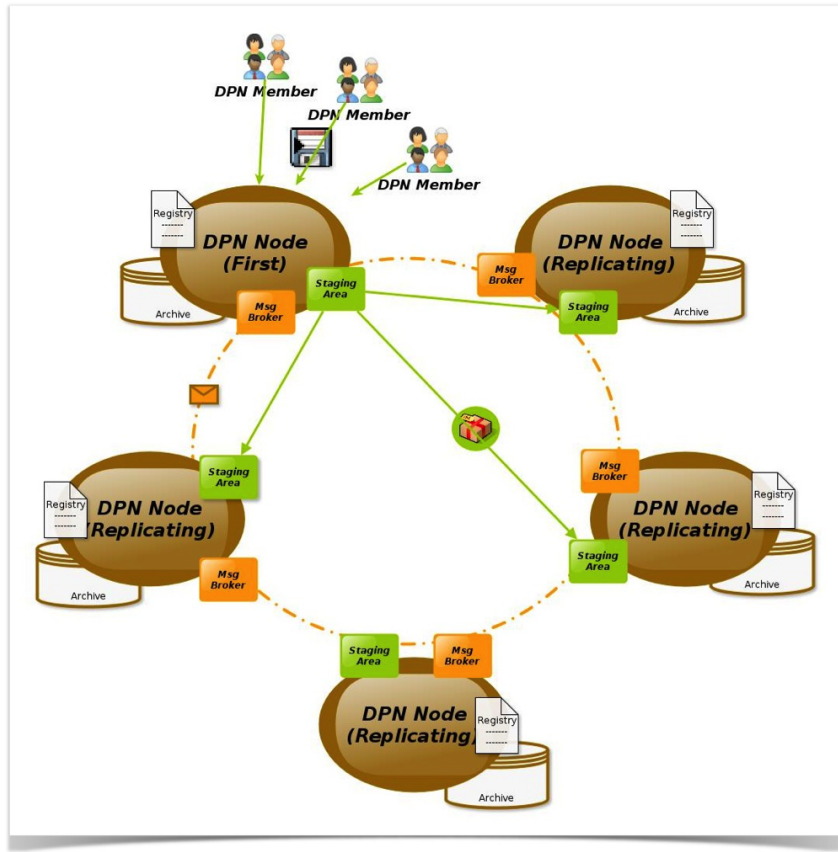 DPN Member
DPN Member
DPN Member
Registry
-------
-------
DPN Node
(First)
Archive
Msg
Broker
Staging
Area
Registry
-------
-------
DPN Node
(Replicating)
Msg
Broker
Staging
Area
Archive
Registry
-------
-------
DPN Node
(Replicating)
Staging
Area
Msg
Broker
Archive
Msg
Broker
DPN Node
(Replicating)
Registry
-------
-------
Staging
Area
Archive
Staging
Area
Msg
Broker
DPN Node
(Replicating)
Registry
-------
-------
Archive